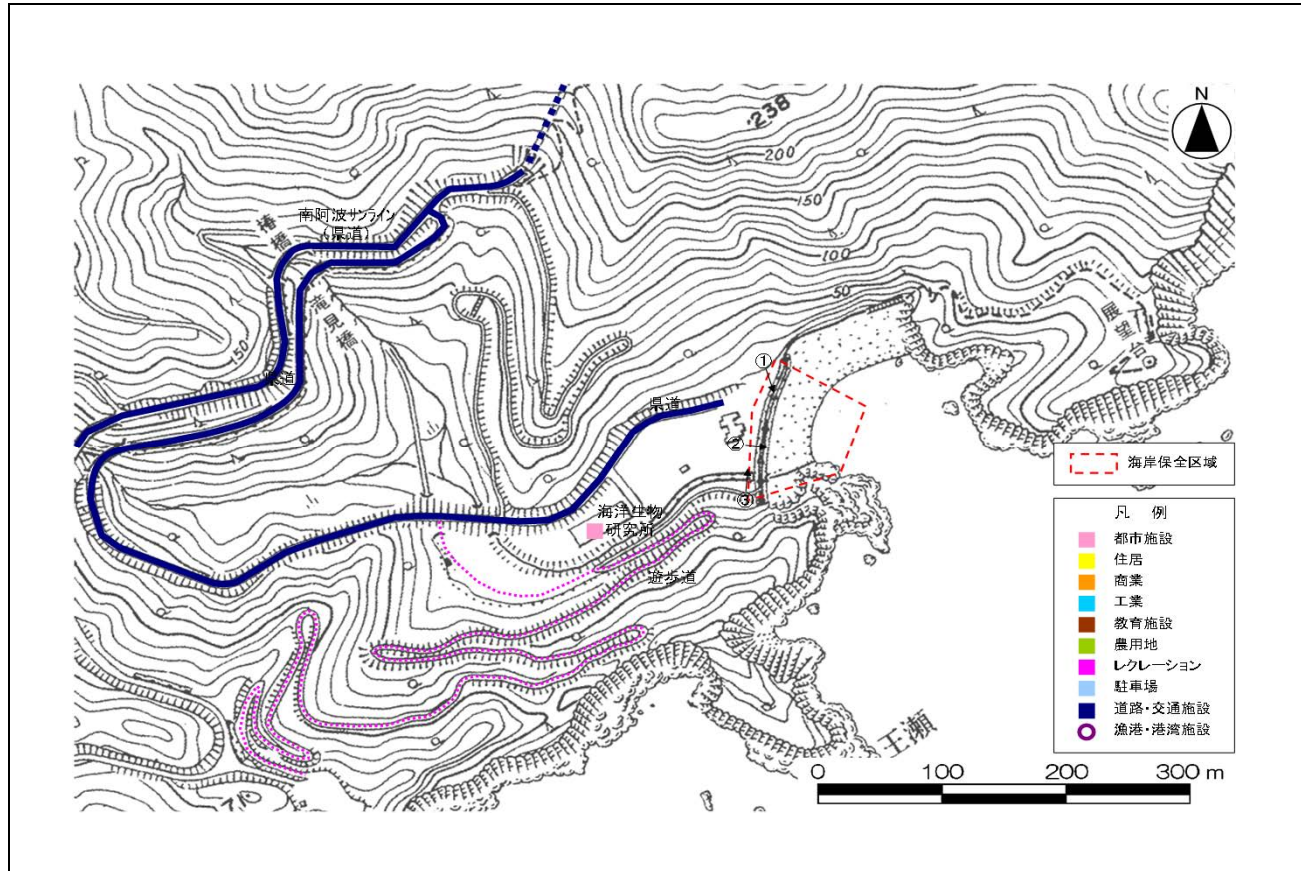 N
238
200
150
100
50
南阿波サンライン
（県道）
椿橋
滝見橋
150
県道
県道
展望台
①
②
③
海洋生物
研究所
遊歩道
王瀬
海岸保全区域
凡 例
都市施設
住居
商業
工業
教育施設
農用地
レクレーション
駐車場
道路・交通施設
漁港・港湾施設
0 100 200 300 m